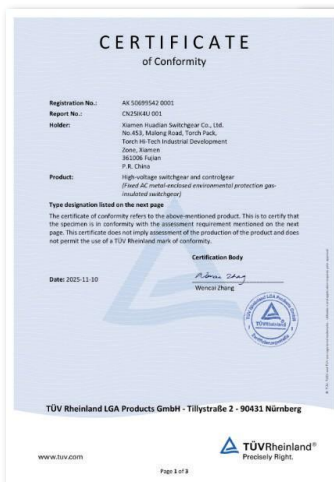 CERTIFICATE
of Conformity
Registration No.: AK 50695542 0001
Report No.: CN25IK4U 001
Holder: Xiamen Huadian Switchgear Co., Ltd.
No.453, Malong Road, Torch Pack,
Torch Hi-Tech Industrial Development
Zone, Xiamen
361006 Fujian
P.R. China
Product: High-voltage switchgear and controlgear
(Fixed AC metal-enclosed environmental protection gas-
insulated switchgear)
Type designation listed on the next page
The certificate of conformity refers to the above-mentioned product. This is to certify that
the specimen is in conformity with the assessment requirement mentioned on the next
page. This certificate does not imply assessment of the production of the product and does
not permit the use of a TÜV Rheinland mark of conformity.
Certification Body
Date: 2025-11-10
Wencai Zhang
TÜVRheinland
TÜV Rheinland LGA Products GmbH - Tillystraße 2 - 90431 Nürnberg
www.tuv.com
TÜVRheinland®
Precisely Right.
Page 1 of 3